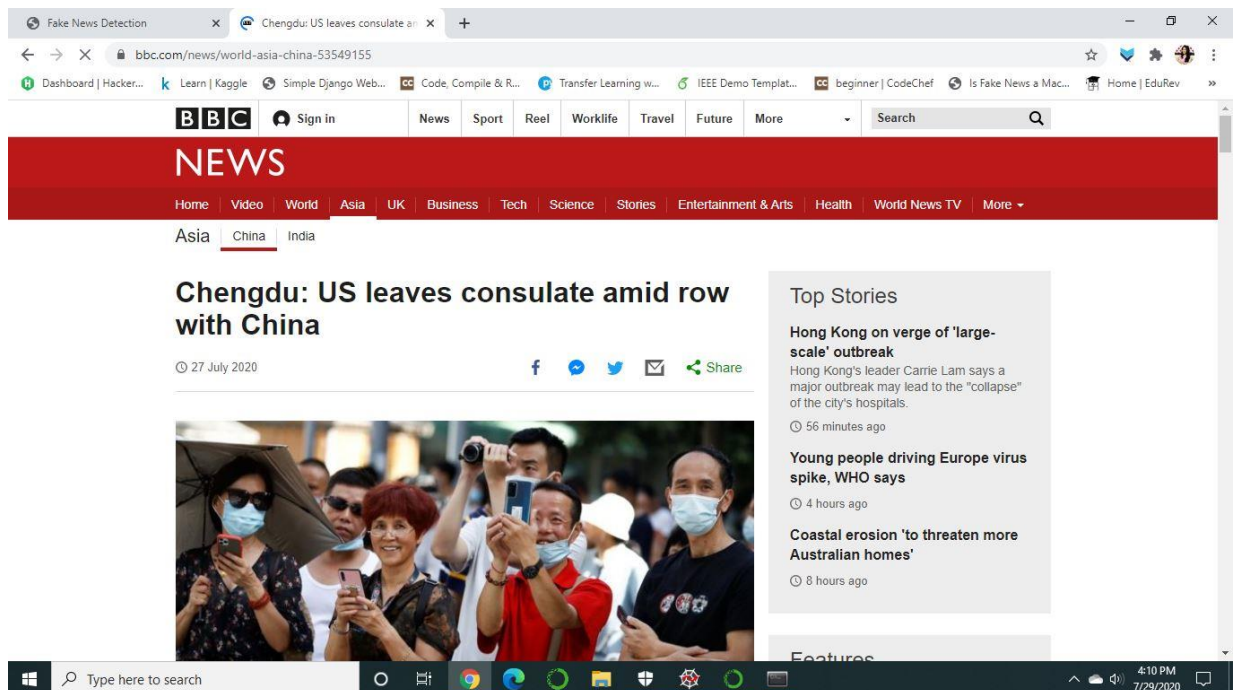 Fake News Detection
Chengdu: US leaves consulate am
bbc.com/news/world-asia-china-53549155
Dashboard | Hacker... Learn | Kaggle Simple Django Web... Code, Compile & R... Transfer Learning w... IEEE Demo Templat... beginner | CodeChef Is Fake News a Mac... Home | EduRev »
BBC Sign in News Sport Reel Worklife Travel Future More Search
NEWS
Home Video World Asia UK Business Tech Science Stories Entertainment & Arts Health World News TV More
Asia China India
Chengdu: US leaves consulate amid row
with China
27 July 2020
Share
Top Stories
Hong Kong on verge of 'large-
scale' outbreak
Hong Kong's leader Carrie Lam says a
major outbreak may lead to the "collapse"
of the city's hospitals.
56 minutes ago
Young people driving Europe virus
spike, WHO says
4 hours ago
Coastal erosion 'to threaten more
Australian homes'
8 hours ago
Features
Type here to search
4:10 PM
7/29/2020